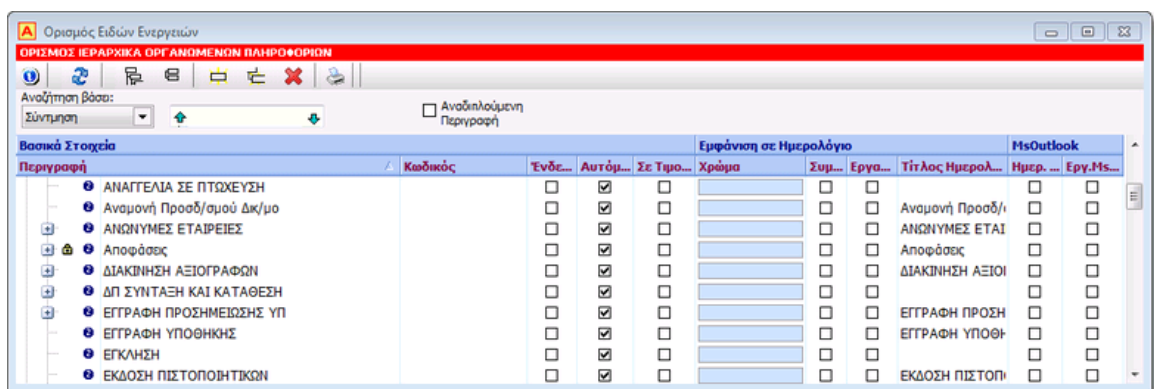 A Ορισμός Ειδών Ενεργειών
ΟΡΙΣΜΟΣ ΙΕΡΑΡΧΙΚΑ ΟΡΓΑΝΩΜΕΝΩΝ ΠΛΗΡΟΦΟΡΙΩΝ
Αναζήτηση βάσει:
Σύντμηση
Αναδιπλούμενη
Περιγραφή
Βασικά Στοιχεία Εμφάνιση σε Ημερολόγιο MsOutlook
Περιγραφή Κωδικός Ένδε... Αυτόμ... Σε Τιμο... Χρώμα Συμ... Εργα... Τίτλος Ημερολ... Ημερ. ... Εργ.Ms...
ΑΝΑΓΓΕΛΙΑ ΣΕ ΠΤΩΧΕΥΣΗ
Αναμονή Προσδ/σμού Δικ/μο Αναμονή Προσδ/
ΑΝΩΝΥΜΕΣ ΕΤΑΙΡΕΙΕΣ ΑΝΩΝΥΜΕΣ ΕΤΑΙ
Αποφάσεις Αποφάσεις
ΔΙΑΚΙΝΗΣΗ ΑΞΙΟΓΡΑΦΩΝ ΔΙΑΚΙΝΗΣΗ ΑΞΙΟ
ΔΠ ΣΥΝΤΑΞΗ ΚΑΙ ΚΑΤΑΘΕΣΗ
ΕΓΓΡΑΦΗ ΠΡΟΣΗΜΕΙΩΣΗΣ ΥΠ ΕΓΓΡΑΦΗ ΠΡΟΣΗ
ΕΓΓΡΑΦΗ ΥΠΟΘΗΚΗΣ ΕΓΓΡΑΦΗ ΥΠΟΘΗ
ΕΓΚΛΗΣΗ
ΕΚΔΟΣΗ ΠΙΣΤΟΠΟΙΗΤΙΚΩΝ ΕΚΔΟΣΗ ΠΙΣΤΟΠ